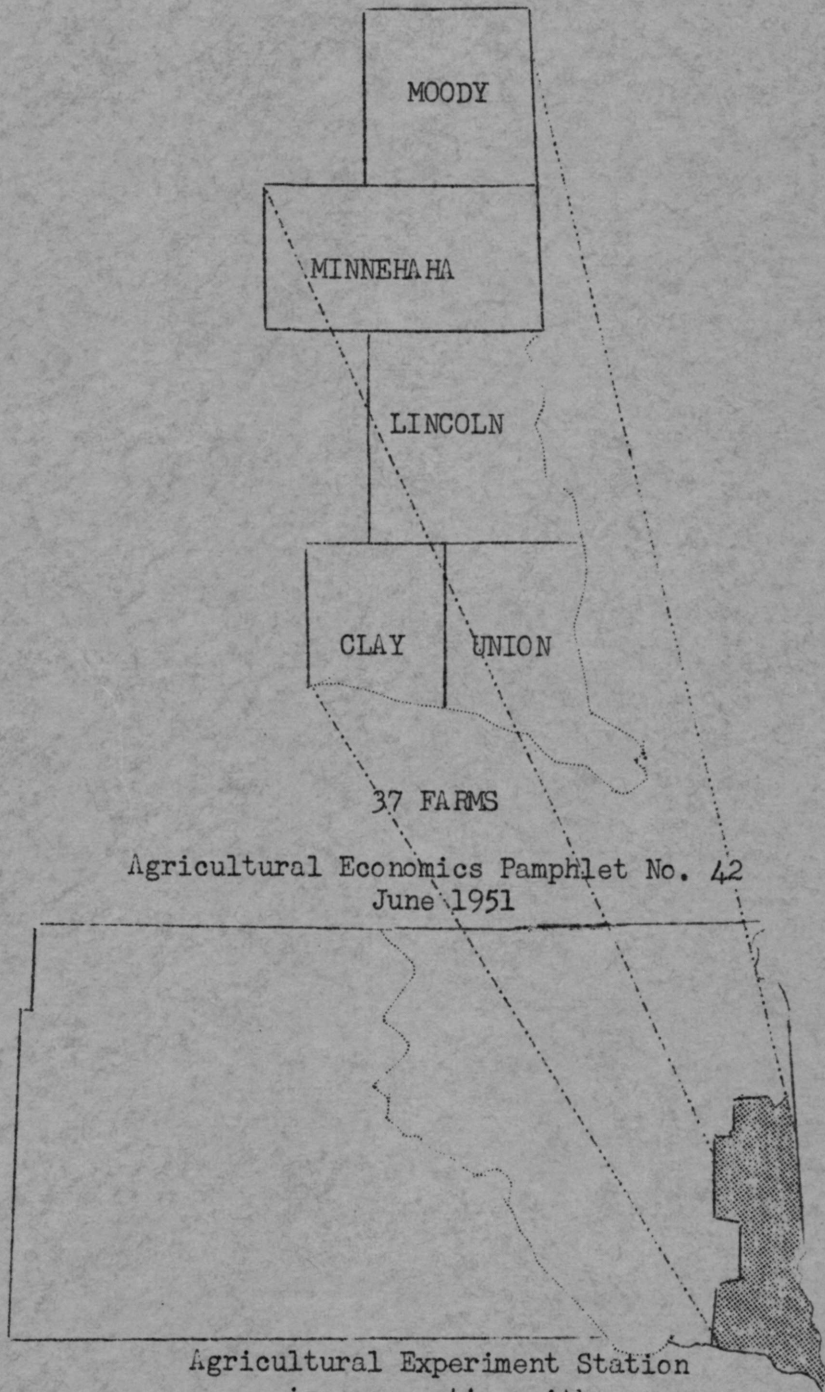 MOODY
MINNEHAHA
LINCOLN
CLAY UNION
37 FARMS
Agricultural Economics Pamphlet No. 42
June 1951
Agricultural Experiment Station